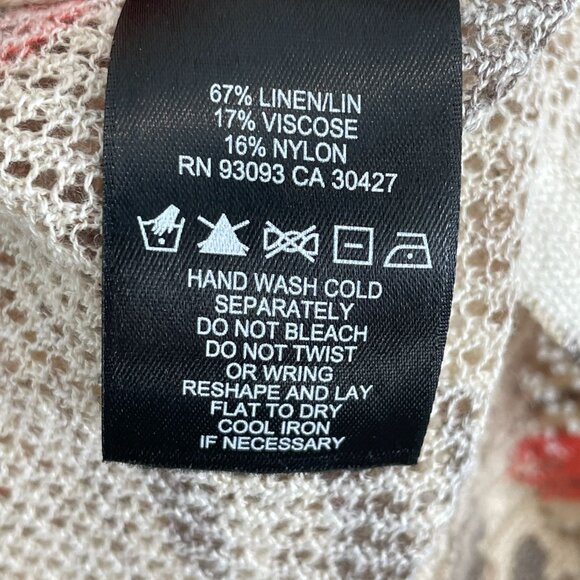 67% LINEN/LIN
17% VISCOSE
16% NYLON
RN 93093 CA 30427
HAND WASH COLD
SEPARATELY
DO NOT BLEACH
DO NOT TWIST
OR WRING
RESHAPE AND LAY
FLAT TO DRY
COOL IRON
IF NECESSARY